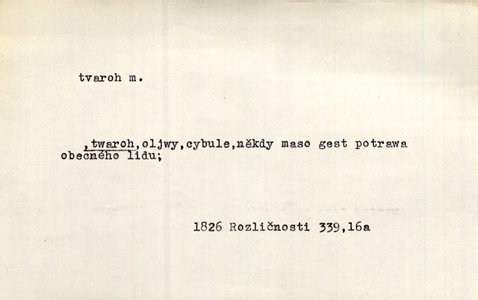 tvaroh m.
,twaroh,oljwy,cybule,někdy maso gest potrawa
obecného lidu;
1826 Rozličnosti 339,16a